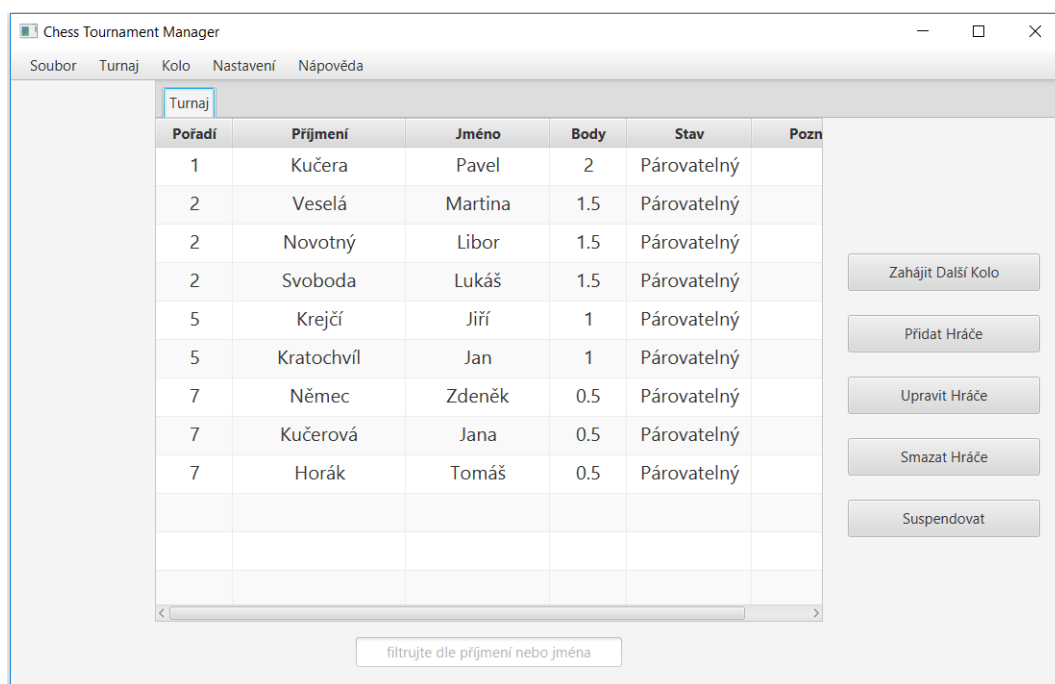 Chess Tournament Manager
Soubor Turnaj Kolo Nastavení Nápověda
Turnaj
Pořadí Příjmení Jméno Body Stav Pozn
1 Kučera Pavel 2 Párovatelný
2 Veselá Martina 1.5 Párovatelný
2 Novotný Libor 1.5 Párovatelný
2 Svoboda Lukáš 1.5 Párovatelný
5 Krejčí Jiří 1 Párovatelný
5 Kratochvíl Jan 1 Párovatelný
7 Němec Zdeněk 0.5 Párovatelný
7 Kučerová Jana 0.5 Párovatelný
7 Horák Tomáš 0.5 Párovatelný
Zahájit Další Kolo
Přidat Hráče
Upravit Hráče
Smazat Hráče
Suspendovat
filtrujte dle příjmení nebo jména